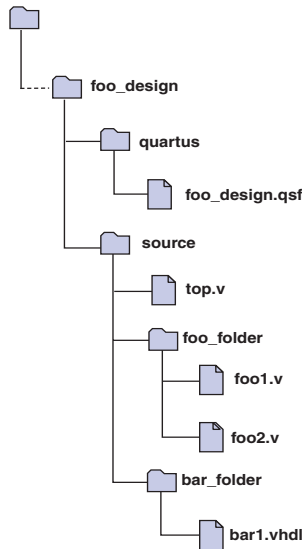 foo_design
quartus
foo_design.qsf
source
top.v
foo_folder
foo1.v
foo2.v
bar_folder
bar1.vhdl